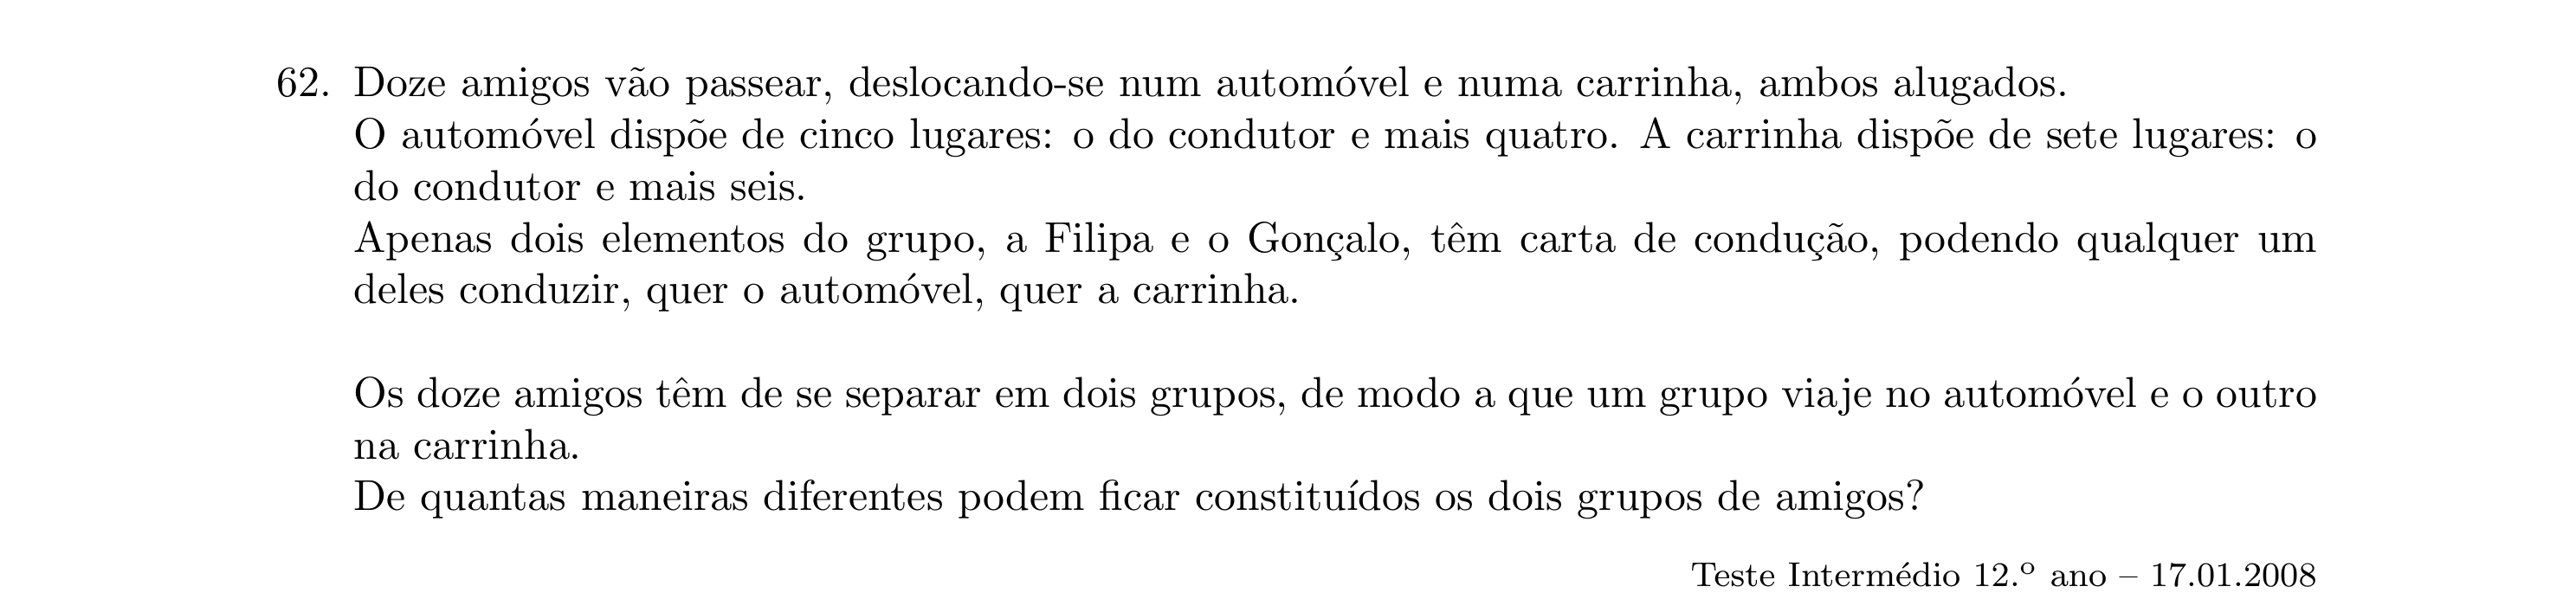 62. Doze amigos vão passear, deslocando-se num automóvel e numa carrinha, ambos alugados.
O automóvel dispõe de cinco lugares: o do condutor e mais quatro. A carrinha dispõe de sete lugares: o
do condutor e mais seis.
Apenas dois elementos do grupo, a Filipa e o Gonçalo, têm carta de condução, podendo qualquer um
deles conduzir, quer o automóvel, quer a carrinha.
Os doze amigos têm de se separar em dois grupos, de modo a que um grupo viaje no automóvel e o outro
na carrinha.
De quantas maneiras diferentes podem ficar constituídos os dois grupos de amigos?
Teste Intermédio 12.º ano – 17.01.2008